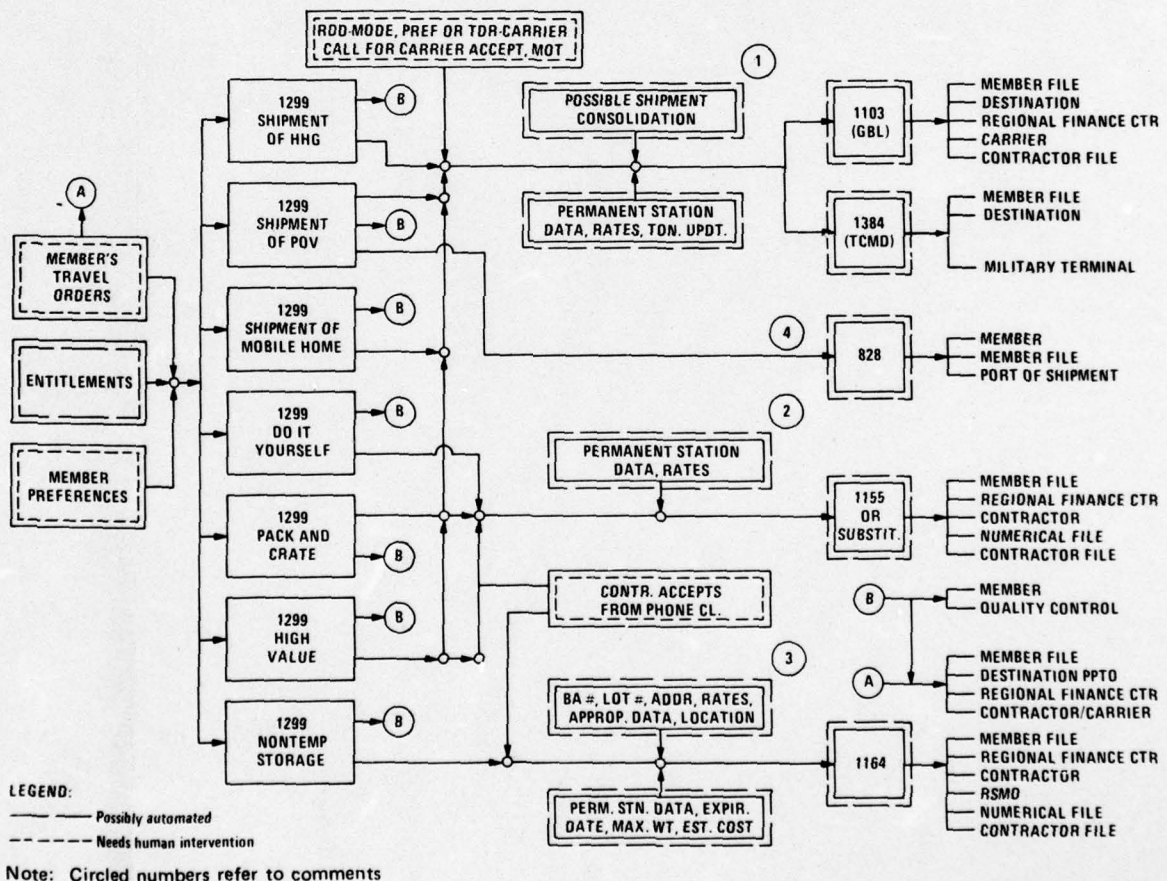 RDD-MODE, PREF OR TDR-CARRIER
CALL FOR CARRIER ACCEPT, MOT
1
1299
SHIPMENT
OF HHG
B
POSSIBLE SHIPMENT
CONSOLIDATION
1103
(GBL)
MEMBER FILE
DESTINATION
REGIONAL FINANCE CTR
CARRIER
CONTRACTOR FILE
A
1299
SHIPMENT
OF POV
B
PERMANENT STATION
DATA, RATES, TON. UPDT.
1384
(TCMD)
MEMBER FILE
DESTINATION
MILITARY TERMINAL
MEMBER'S
TRAVEL
ORDERS
1299
SHIPMENT OF
MOBILE HOME
B
4
828
MEMBER
MEMBER FILE
PORT OF SHIPMENT
ENTITLEMENTS
1299
DO IT
YOURSELF
B
2
PERMANENT STATION
DATA, RATES
MEMBER
PREFERENCES
1299
PACK AND
CRATE
B
1155
OR
SUBSTIT.
MEMBER FILE
REGIONAL FINANCE CTR
CONTRACTOR
NUMERICAL FILE
CONTRACTOR FILE
CONTR. ACCEPTS
FROM PHONE CL.
B
MEMBER
QUALITY CONTROL
1299
HIGH
VALUE
B
3
A
MEMBER FILE
DESTINATION PPTO
REGIONAL FINANCE CTR
CONTRACTOR/CARRIER
BA #, LOT #, ADDR, RATES,
APPROP. DATA, LOCATION
1299
NONTEMP
STORAGE
B
1164
MEMBER FILE
REGIONAL FINANCE CTR
CONTRACTOR
RSMO
NUMERICAL FILE
CONTRACTOR FILE
PERM. STN. DATA, EXPIR.
DATE, MAX. WT, EST. COST
LEGEND:
Possibly automated
Needs human intervention
Note: Circled numbers refer to comments